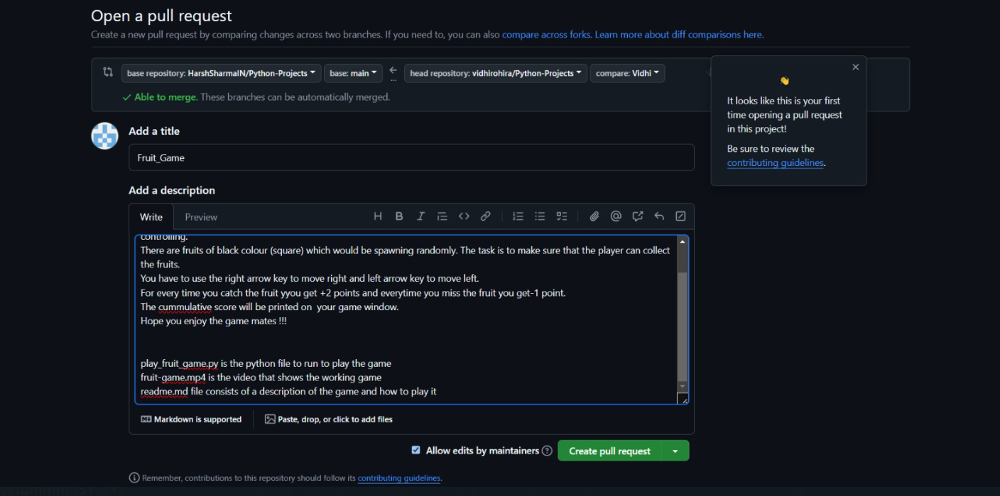 Open a pull request
Create a new pull request by comparing changes across two branches. If you need to, you can also compare across forks. Learn more about diff comparisons here.
base repository: HarshSharmaIN/Python-Projects base: main head repository: vidhirohira/Python-Projects compare: Vidhi
Able to merge. These branches can be automatically merged.
It looks like this is your first
time opening a pull request
in this project!
Be sure to review the
contributing guidelines.
Add a title
Fruit_Game
Add a description
Write Preview
controlling.
There are fruits of black colour (square) which would be spawning randomly. The task is to make sure that the player can collect
the fruits.
You have to use the right arrow key to move right and left arrow key to move left.
For every time you catch the fruit yyou get +2 points and everytime you miss the fruit you get-1 point.
The cummulative score will be printed on  your game window.
Hope you enjoy the game mates !!!
play_fruit_game.py is the python file to run to play the game
fruit-game.mp4 is the video that shows the working game
readme.md file consists of a description of the game and how to play it
Markdown is supported Paste, drop, or click to add files
Allow edits by maintainers Create pull request
Remember, contributions to this repository should follow its contributing guidelines.